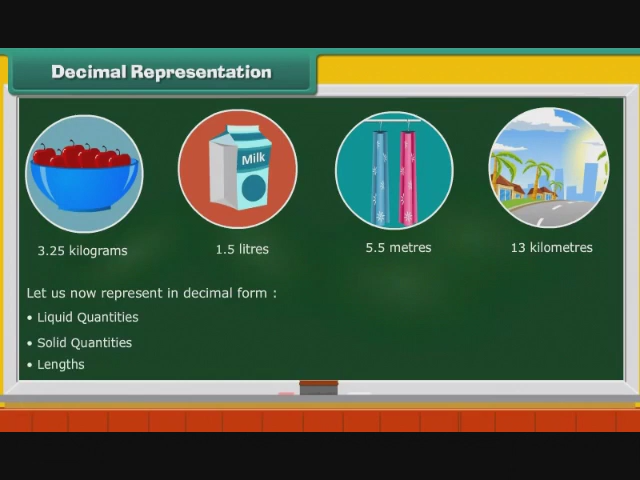 Decimal Representation
Milk
3.25 kilograms
1.5 litres
5.5 metres
13 kilometres
Let us now represent in decimal form :
• Liquid Quantities
• Solid Quantities
• Lengths